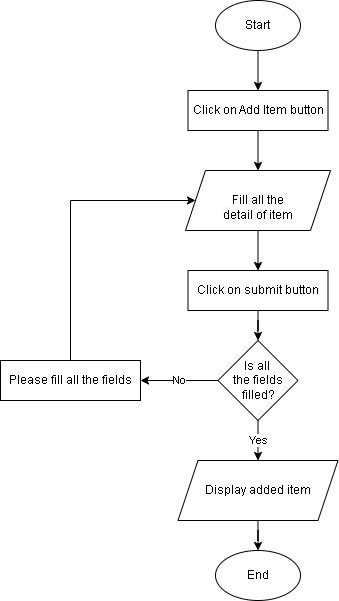 Start
Click on Add Item button
Fill all the
detail of item
Click on submit button
Is all
the fields
filled?
No
Please fill all the fields
Yes
Display added item
End